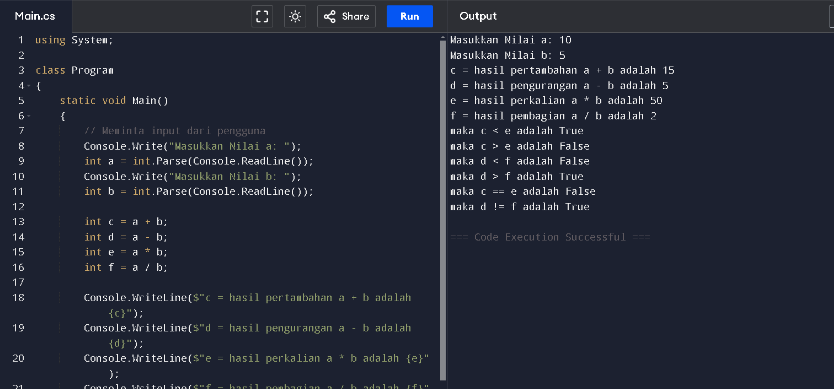 Main.cs
Share
Run
Output
1 using System;
2
3 class Program
4 {
5 static void Main()
6 {
7 // Meminta input dari pengguna
8 Console.Write("Masukkan Nilai a: ");
9 int a = int.Parse(Console.ReadLine());
10 Console.Write("Masukkan Nilai b: ");
11 int b = int.Parse(Console.ReadLine());
12
13 int c = a + b;
14 int d = a - b;
15 int e = a * b;
16 int f = a / b;
17
18 Console.WriteLine($"c = hasil pertambahan a + b adalah
{c}");
19 Console.WriteLine($"d = hasil pengurangan a - b adalah
{d}");
20 Console.WriteLine($"e = hasil perkalian a * b adalah {e}"
);
21 Console.WriteLine($"f = hasil pembagian a / b adalah {f}"
Masukkan Nilai a: 10
Masukkan Nilai b: 5
c = hasil pertambahan a + b adalah 15
d = hasil pengurangan a - b adalah 5
e = hasil perkalian a * b adalah 50
f = hasil pembagian a / b adalah 2
maka c < e adalah True
maka c > e adalah False
maka d < f adalah False
maka d > f adalah True
maka c == e adalah False
maka d != f adalah True
=== Code Execution Successful ===